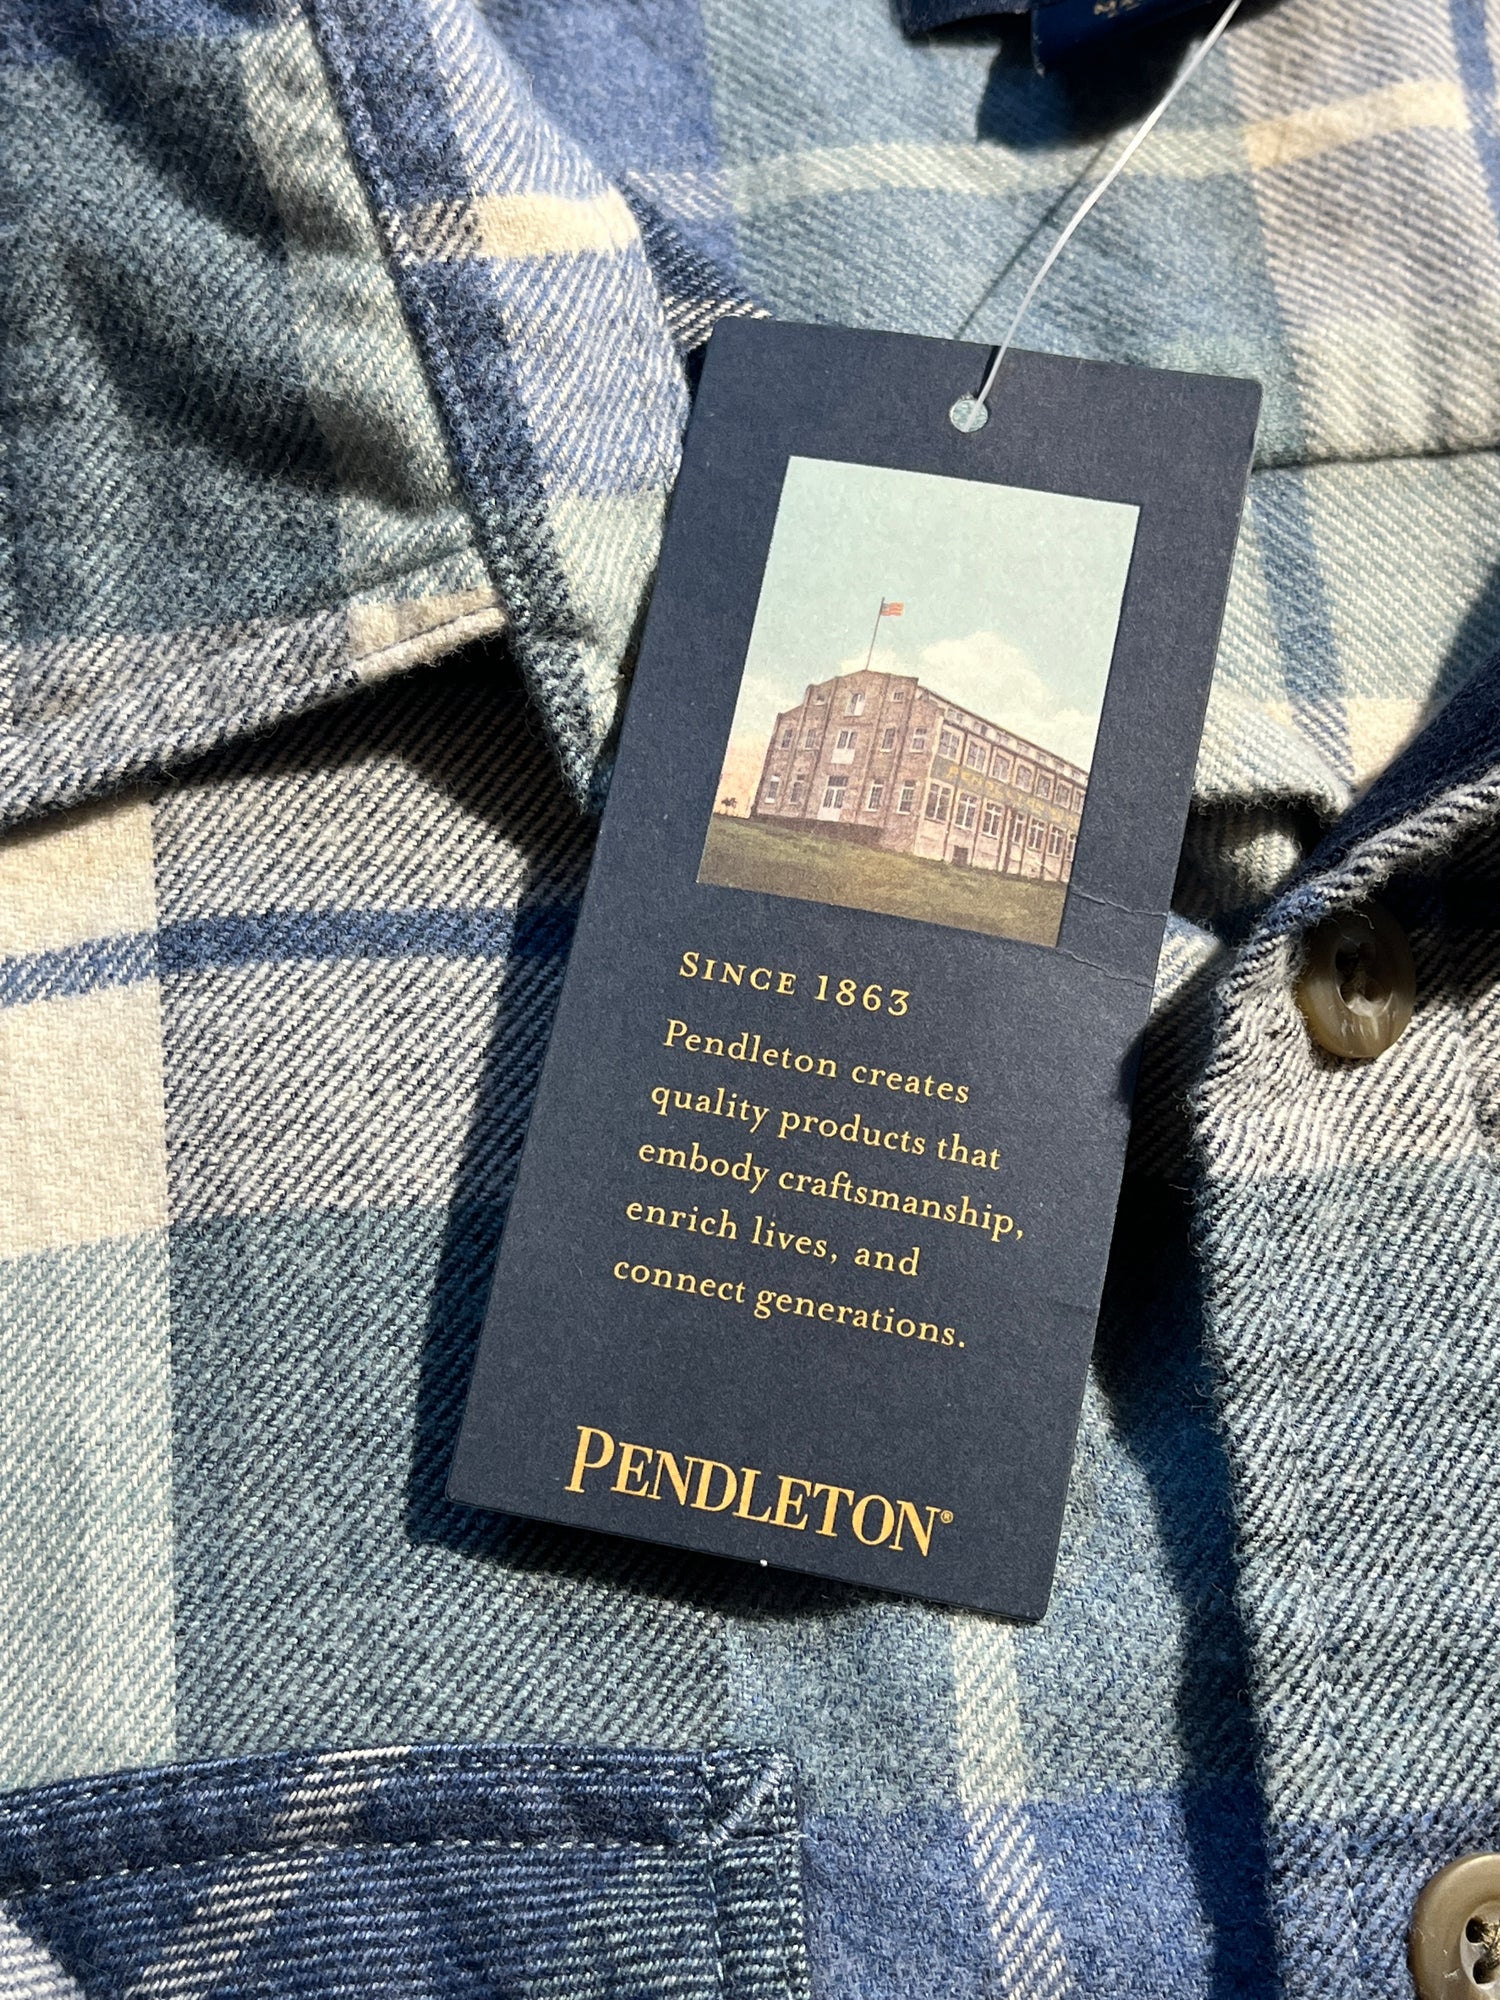 SINCE 1863
Pendleton creates
quality products that
embody craftsmanship,
enrich lives, and
connect generations.
PENDLETON®